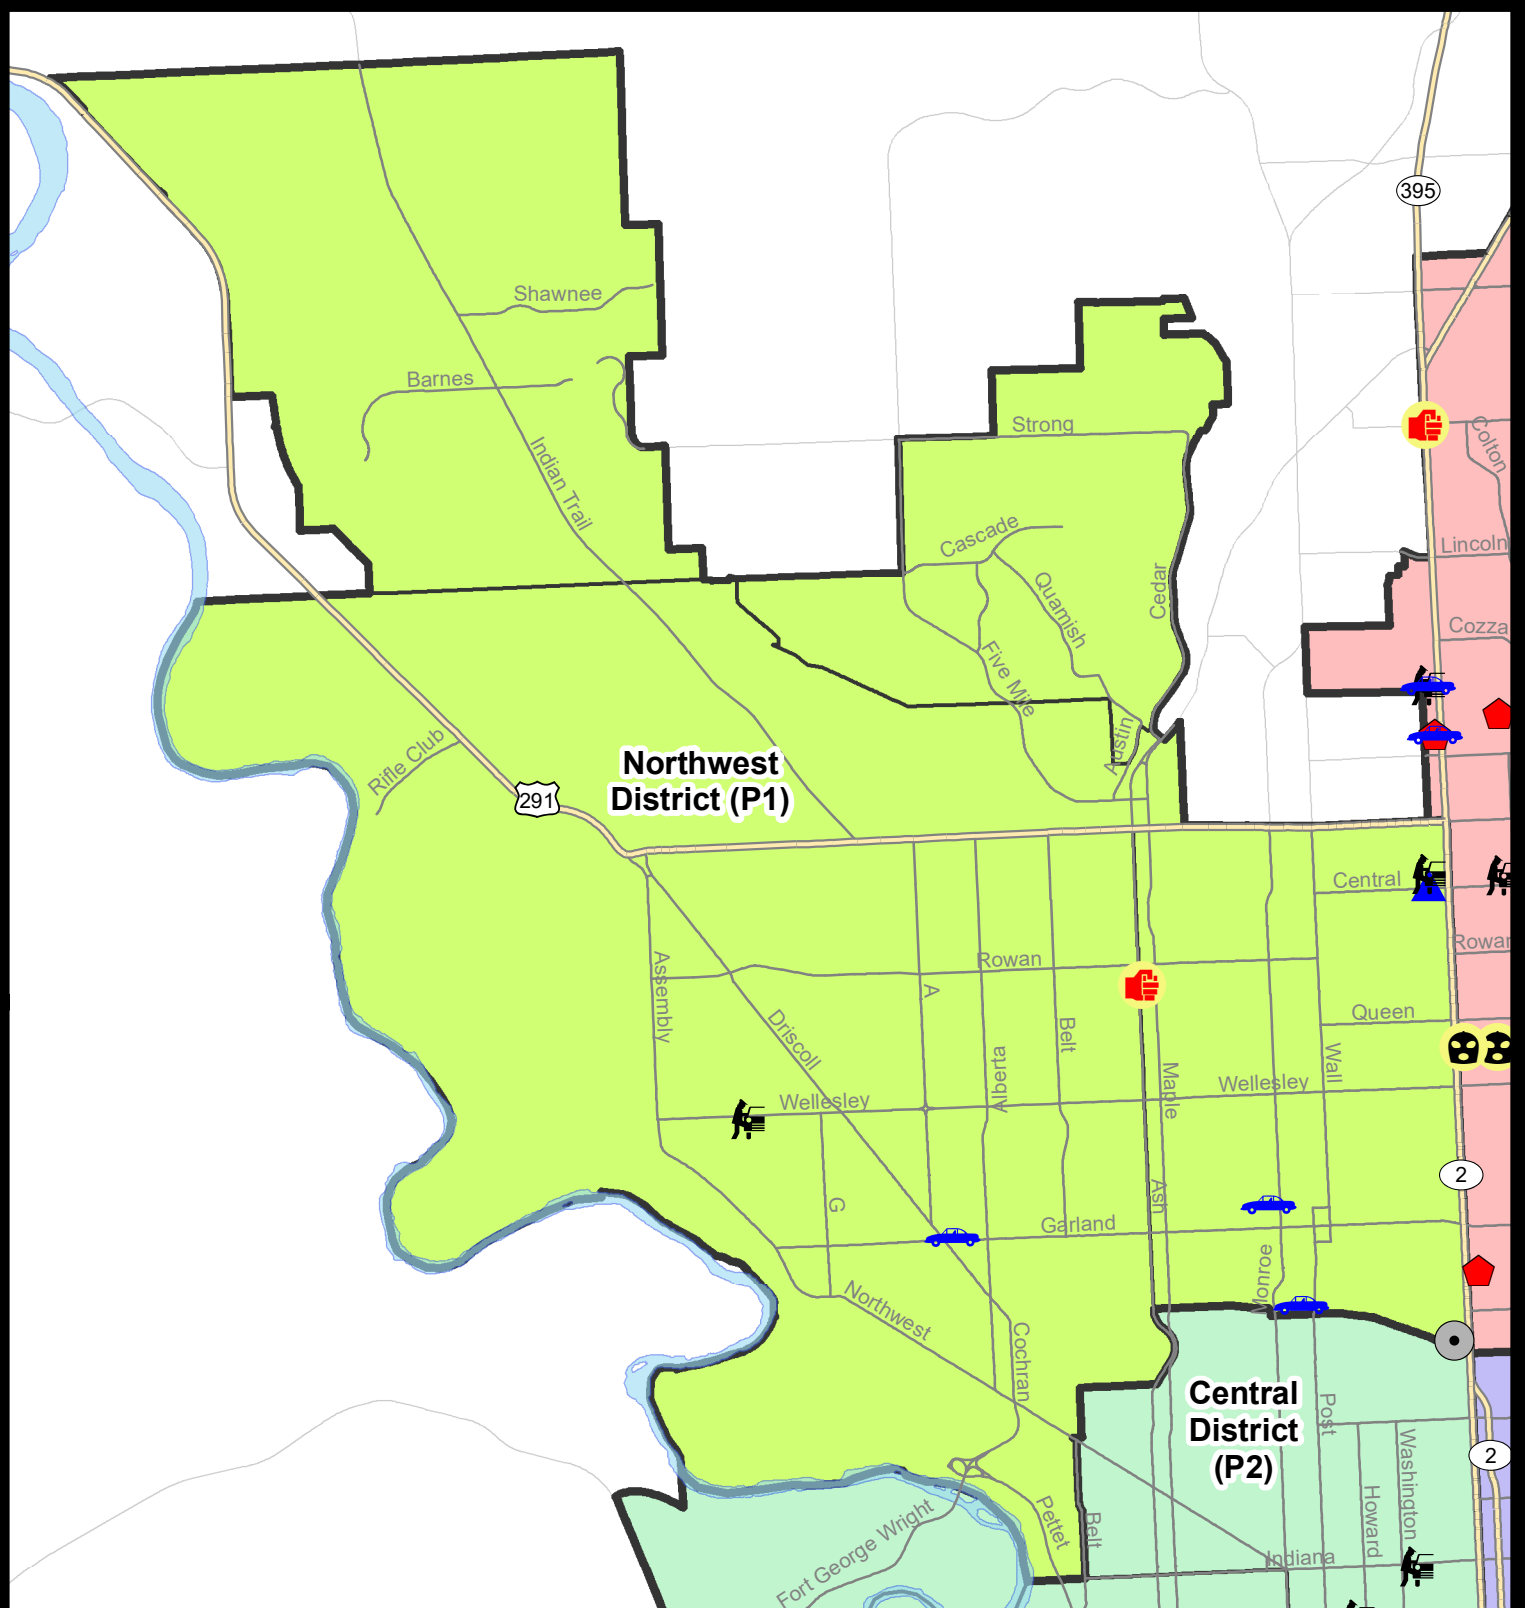 395
Shawnee
Barnes
Strong
Colton
Indian Trail
Cascade
Lincoln
Quamish
Cedar
Cozza
Five Mile
Austin
Rifle Club
Northwest
District (P1)
291
Central
Rowan
Rowan
Assembly
A
Queen
Driscoll
Belt
Wall
Alberta
Maple
Wellesley
Wellesley
2
G
Ash
Garland
Monroe
Northwest
Cochran
Central
District
(P2)
Post
Washington
2
Howard
Pettet
Belt
Fort George Wright
Indiana